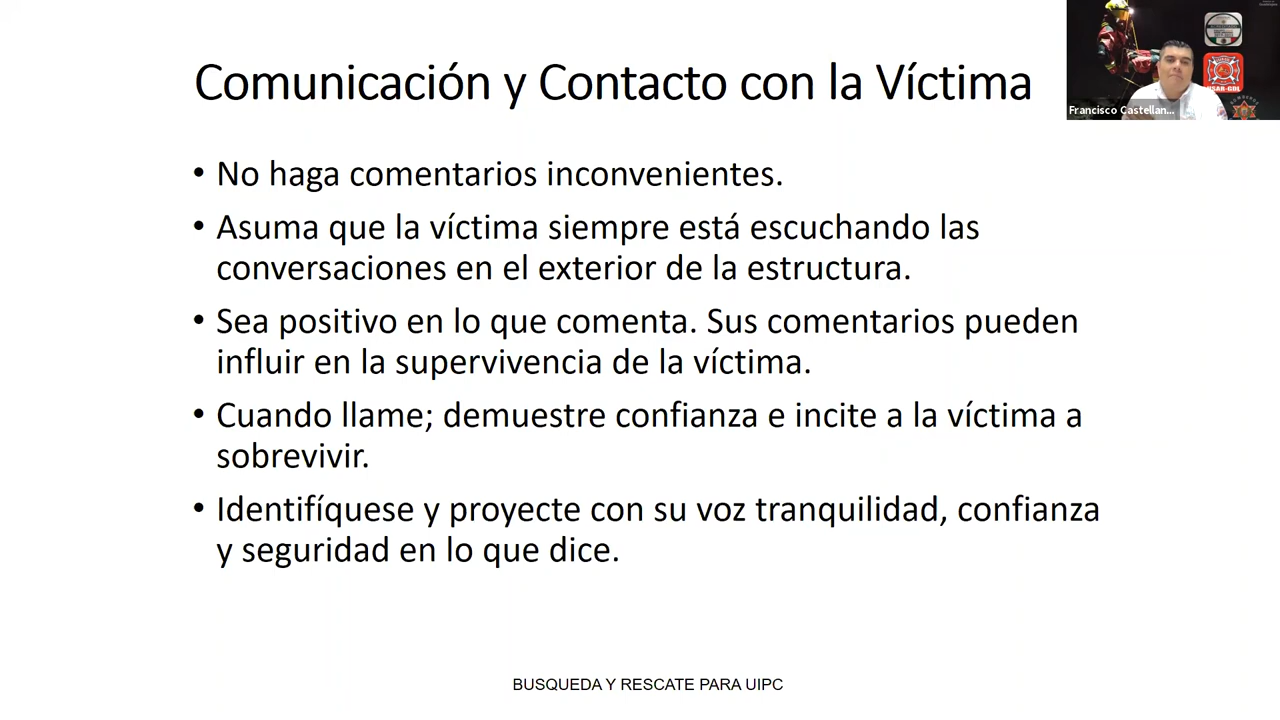 Comunicación y Contacto con la Víctima
Francisco Castellan...
USAR-GDL
BOMBEROS
• No haga comentarios inconvenientes.
• Asuma que la víctima siempre está escuchando las
conversaciones en el exterior de la estructura.
• Sea positivo en lo que comenta. Sus comentarios pueden
influir en la supervivencia de la víctima.
• Cuando llame; demuestre confianza e incite a la víctima a
sobrevivir.
• Identifíquese y proyecte con su voz tranquilidad, confianza
y seguridad en lo que dice.
BUSQUEDA Y RESCATE PARA UIPC